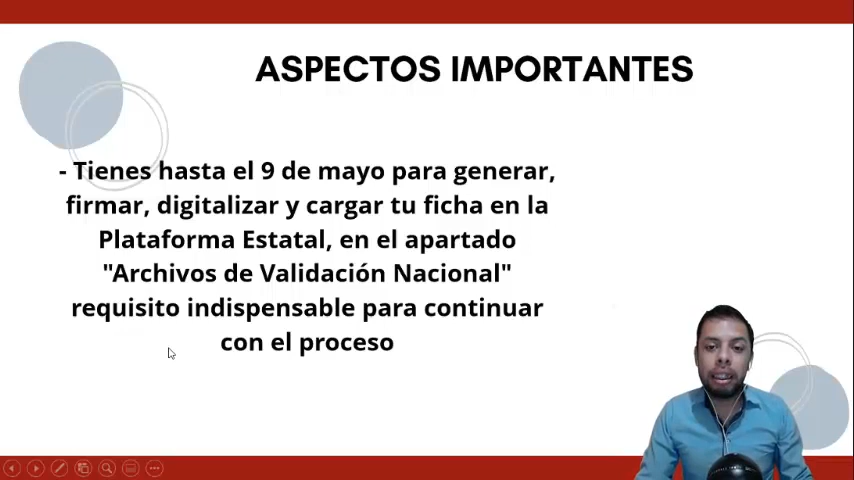 ASPECTOS IMPORTANTES
- Tienes hasta el 9 de mayo para generar,
firmar, digitalizar y cargar tu ficha en la
Plataforma Estatal, en el apartado
"Archivos de Validación Nacional"
requisito indispensable para continuar
con el proceso